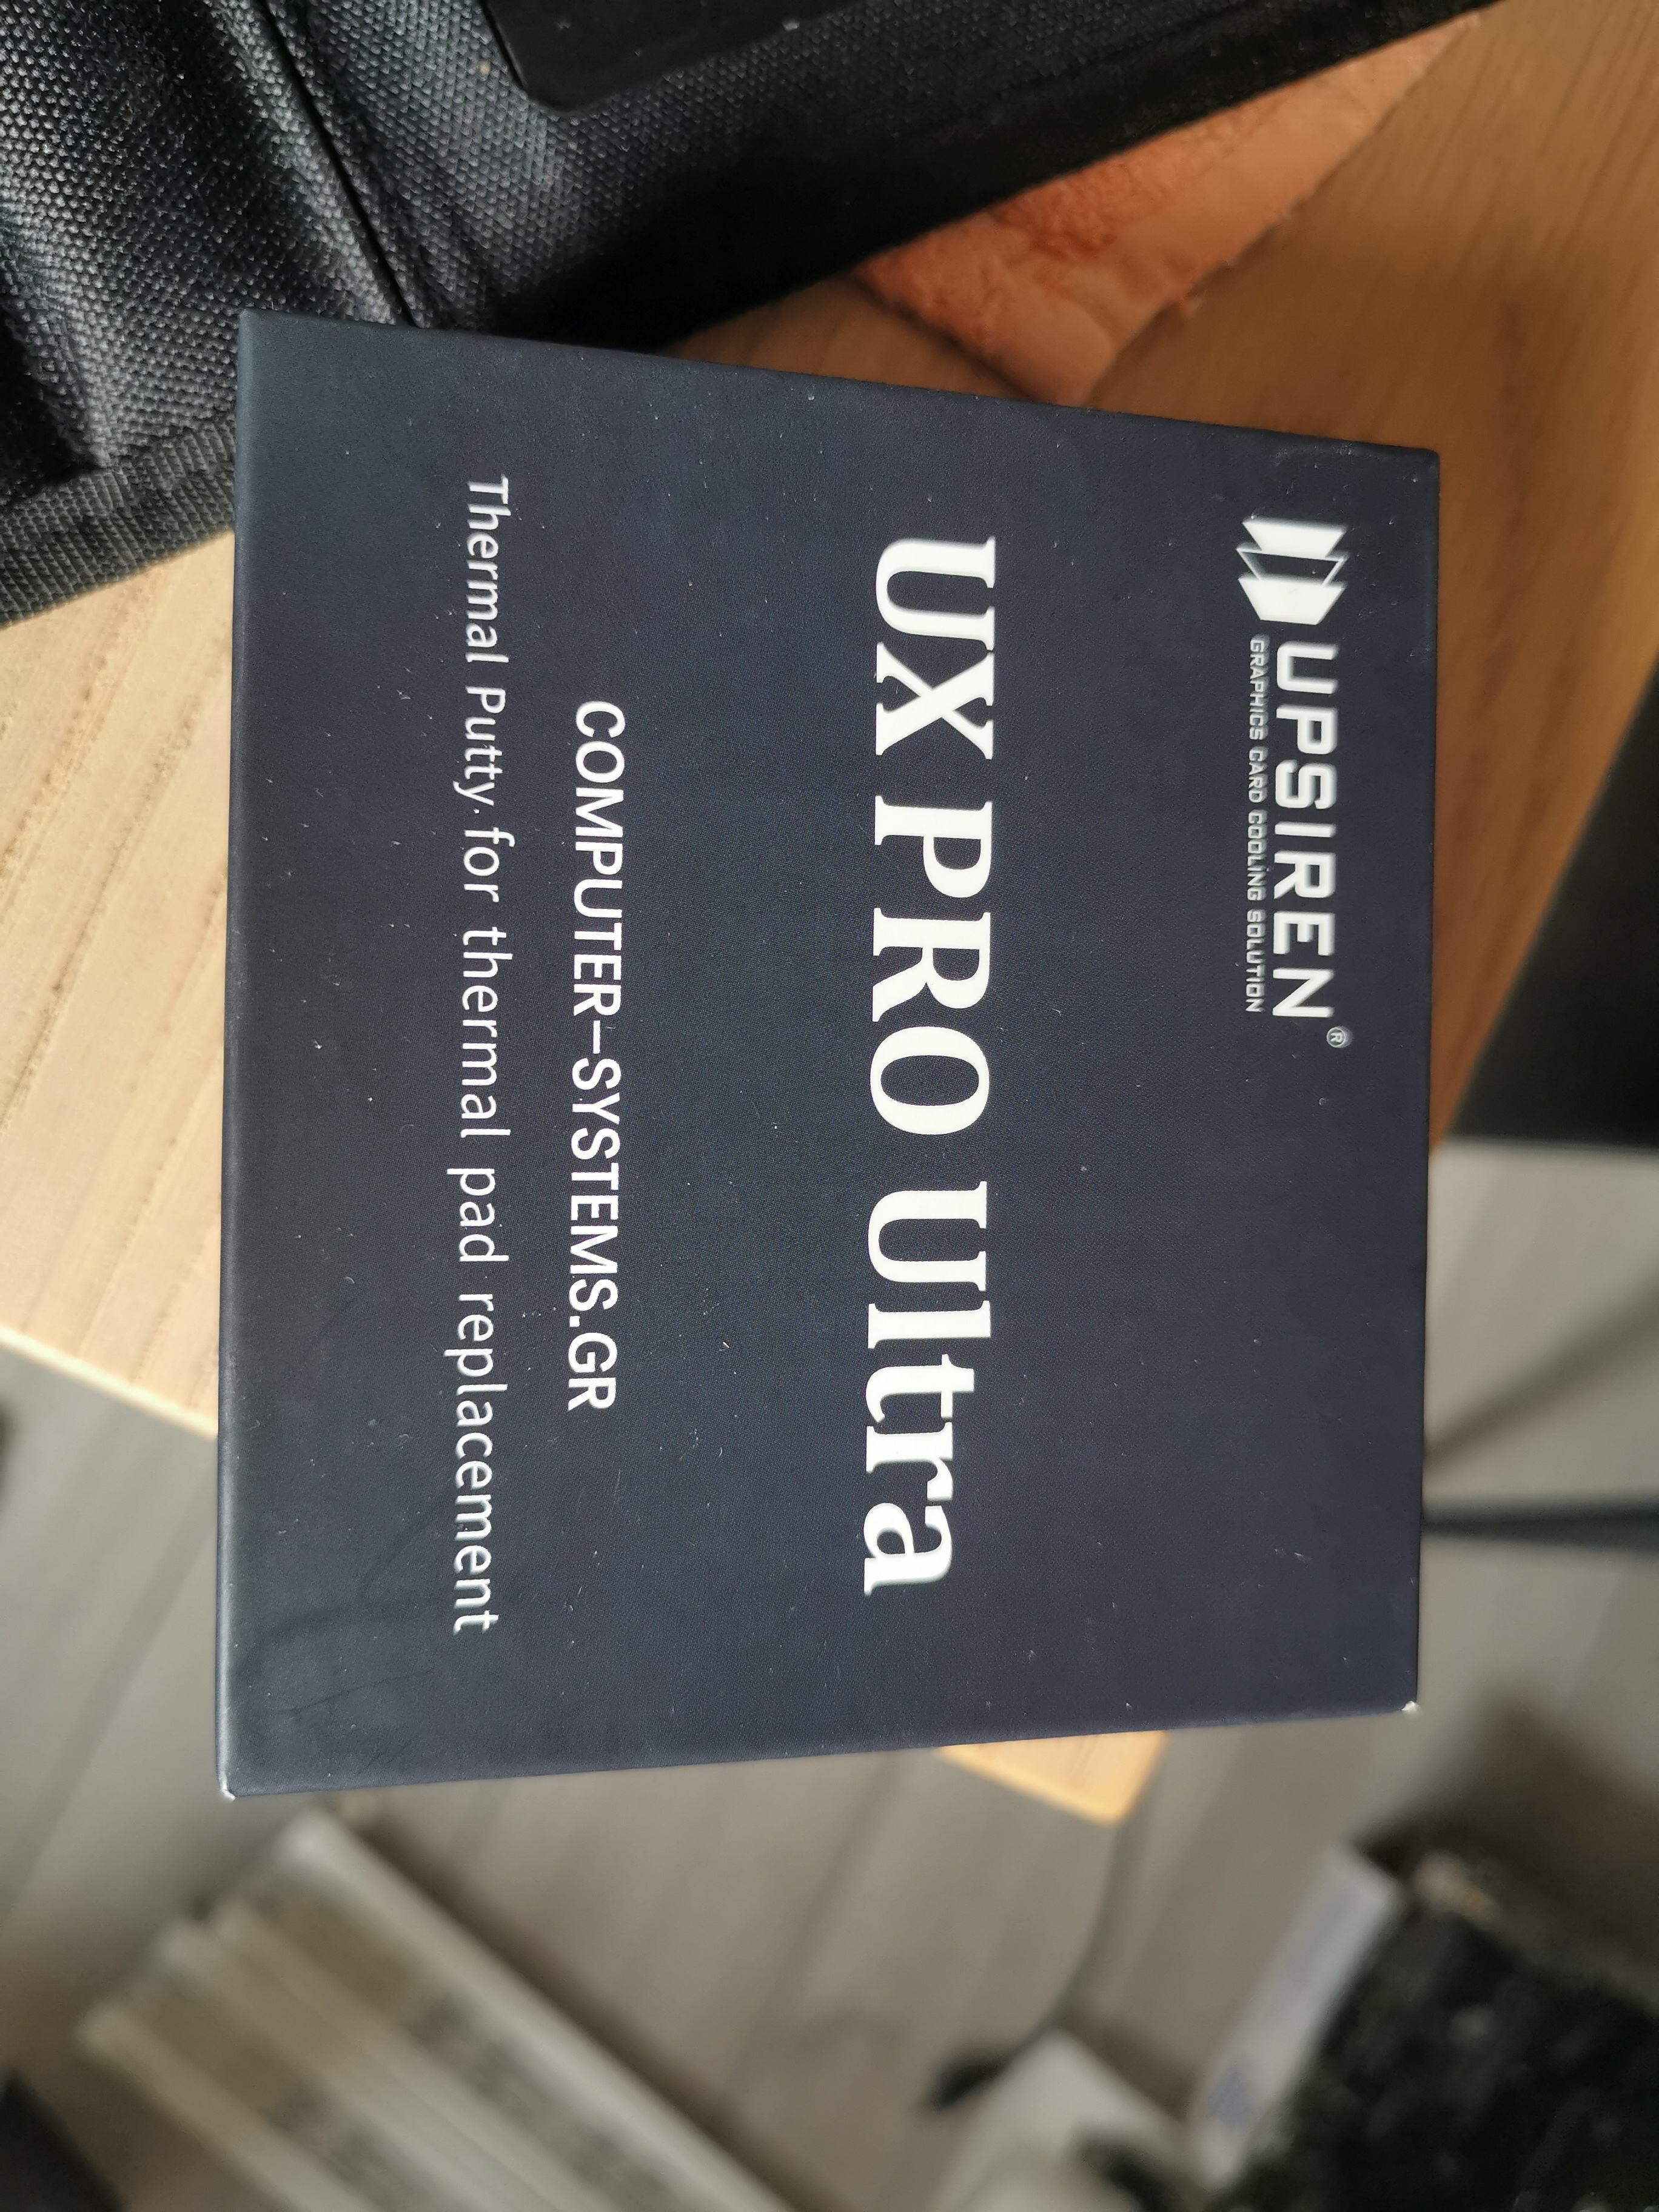 UPSIREN®
GRAPHICS CARD COOLING SOLUTION
UX PRO Ultra
COMPUTER-SYSTEMS.GR
Thermal Putty. for thermal pad replacement